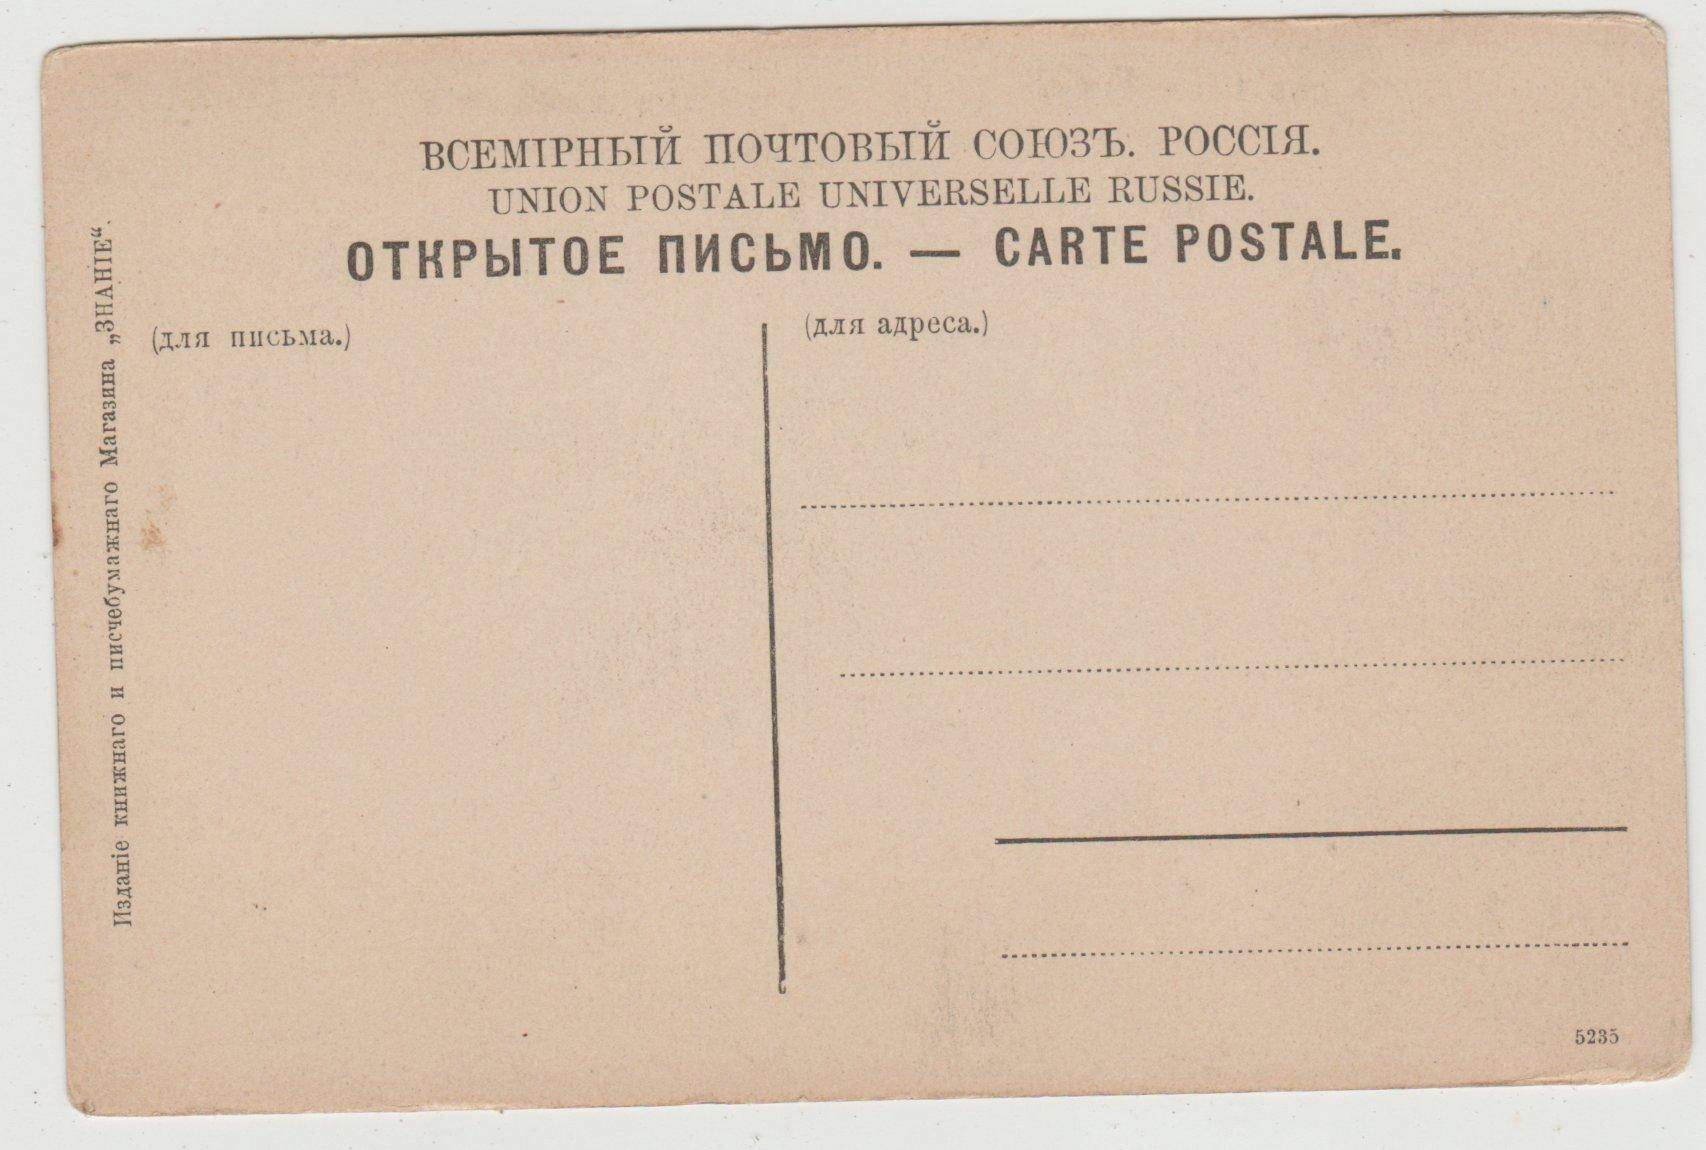 ВСЕМІРНЫЙ ПОЧТОВЫЙ СОЮЗЪ. РОССІЯ.
UNION POSTALE UNIVERSELLE RUSSIE.
ОТКРЫТОЕ ПИСЬМО. — CARTE POSTALE.
(для письма.)
(для адреса.)
Изданіе книжнаго и писчебумажнаго Магазина „ЗНАНІЕ“.
5235